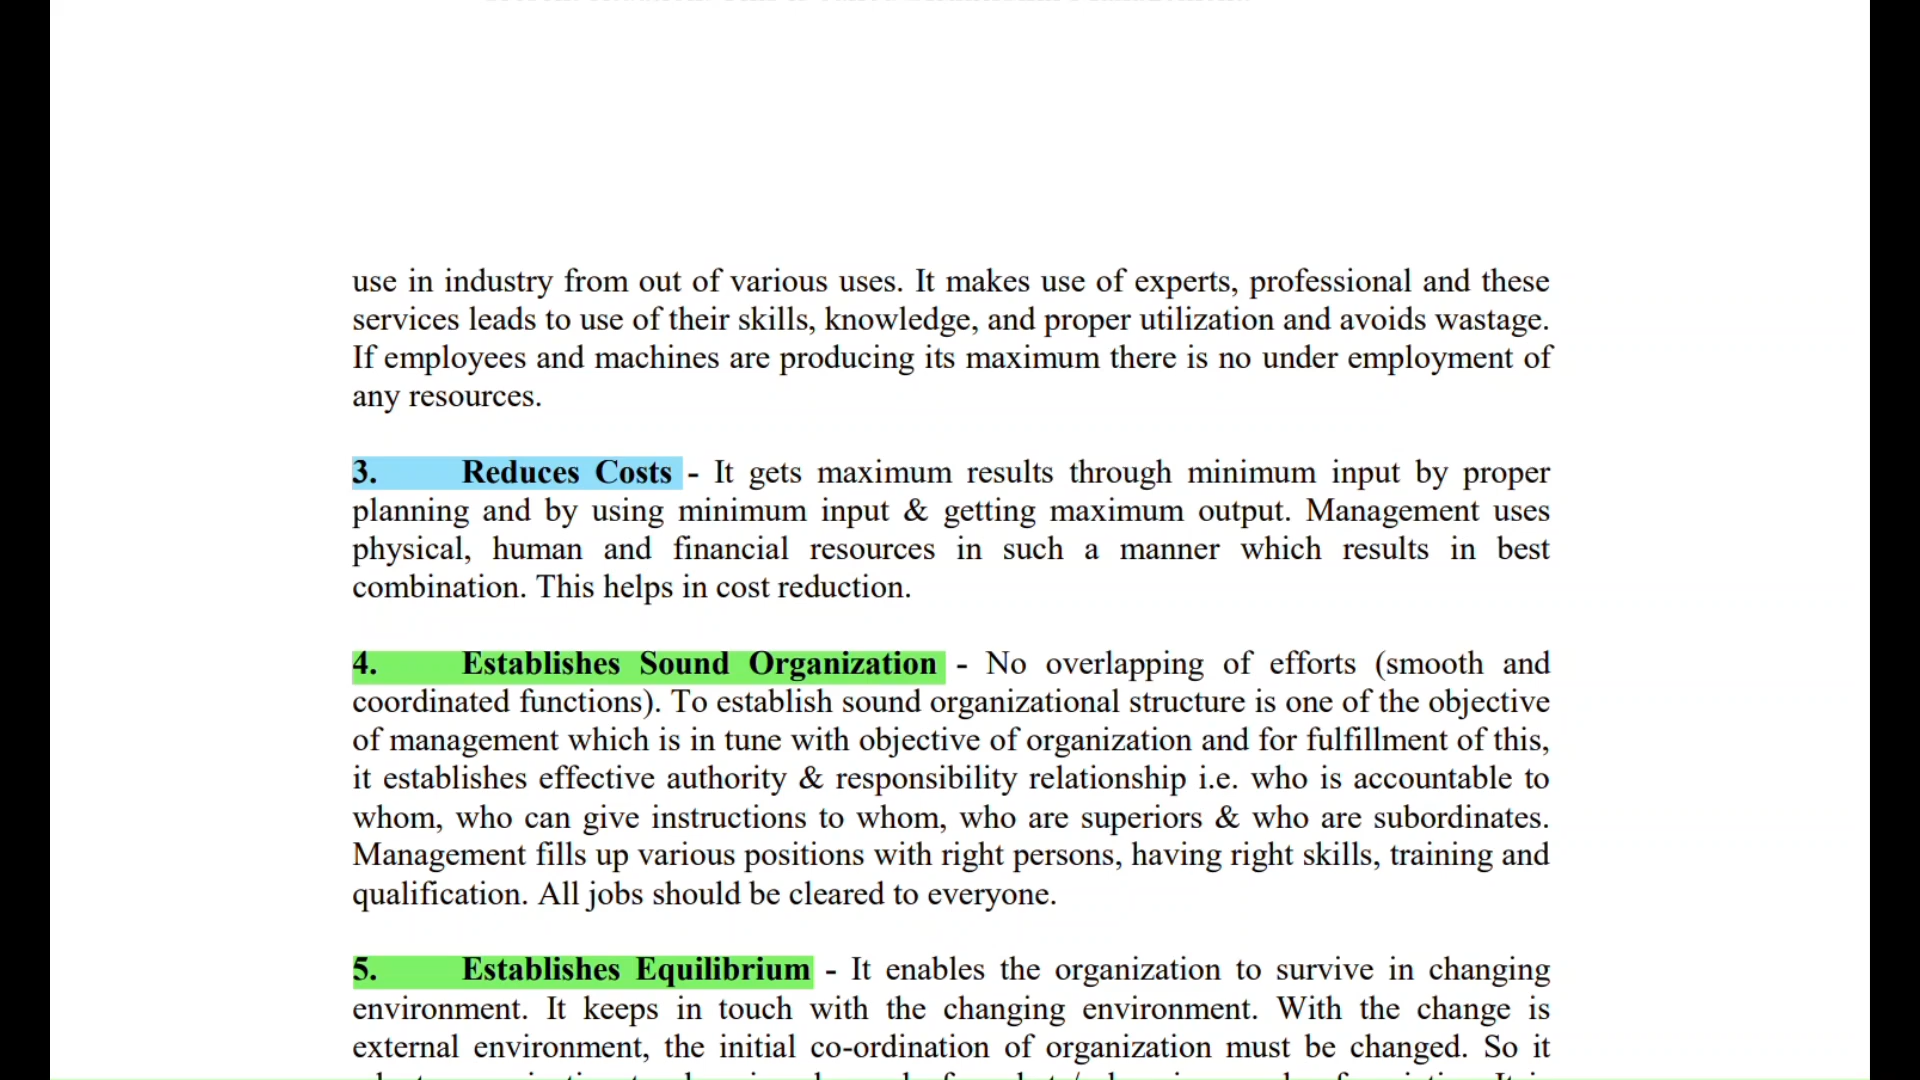 use in industry from out of various uses. It makes use of experts, professional and these
services leads to use of their skills, knowledge, and proper utilization and avoids wastage.
If employees and machines are producing its maximum there is no under employment of
any resources.
3. Reduces Costs - It gets maximum results through minimum input by proper
planning and by using minimum input & getting maximum output. Management uses
physical, human and financial resources in such a manner which results in best
combination. This helps in cost reduction.
4. Establishes Sound Organization - No overlapping of efforts (smooth and
coordinated functions). To establish sound organizational structure is one of the objective
of management which is in tune with objective of organization and for fulfillment of this,
it establishes effective authority & responsibility relationship i.e. who is accountable to
whom, who can give instructions to whom, who are superiors & who are subordinates.
Management fills up various positions with right persons, having right skills, training and
qualification. All jobs should be cleared to everyone.
5. Establishes Equilibrium - It enables the organization to survive in changing
environment. It keeps in touch with the changing environment. With the change is
external environment, the initial co-ordination of organization must be changed. So it